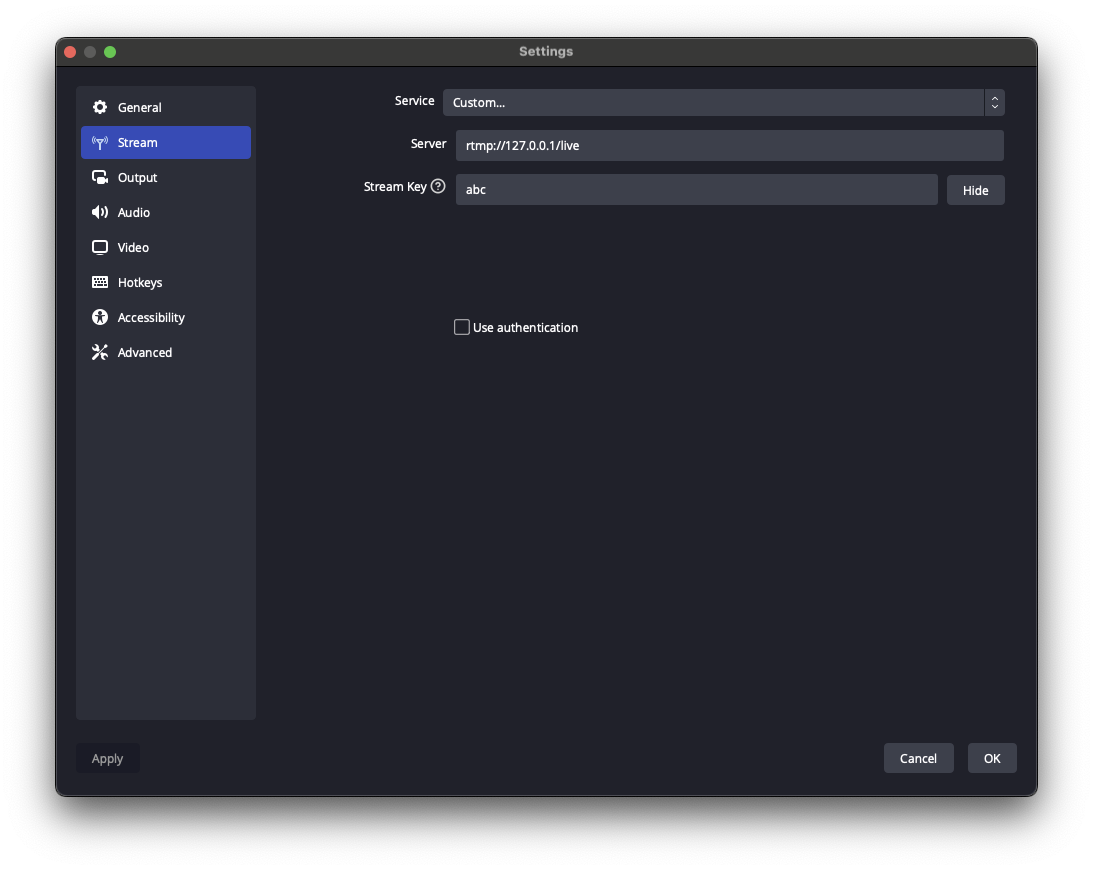 Settings
General
Stream
Output
Audio
Video
Hotkeys
Accessibility
Advanced
Service Custom...
Server rtmp://127.0.0.1/live
Stream Key ? abc Hide
Use authentication
Apply Cancel OK